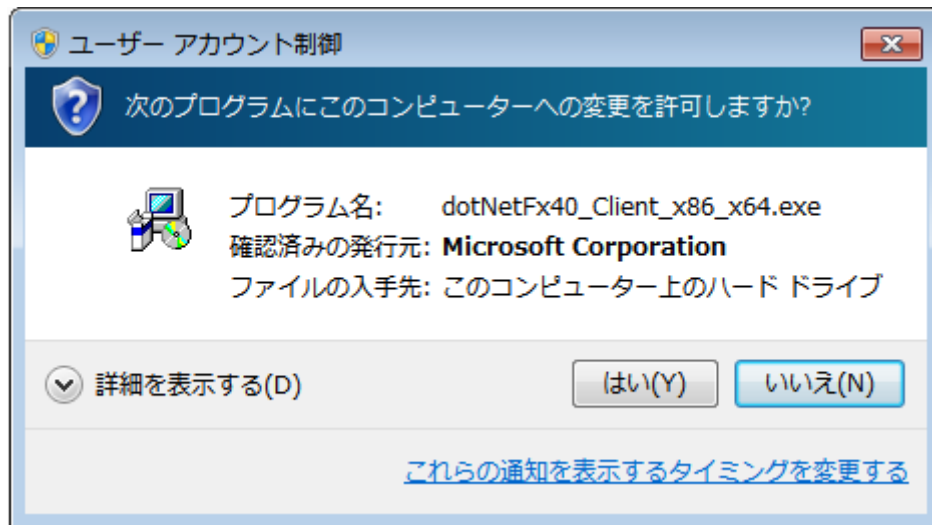 ユーザー アカウント制御
次のプログラムにこのコンピューターへの変更を許可しますか?
プログラム名: dotNetFx40_Client_x86_x64.exe
確認済みの発行元: Microsoft Corporation
ファイルの入手先: このコンピューター上のハード ドライブ
詳細を表示する(D)
はい(Y)
いいえ(N)
これらの通知を表示するタイミングを変更する